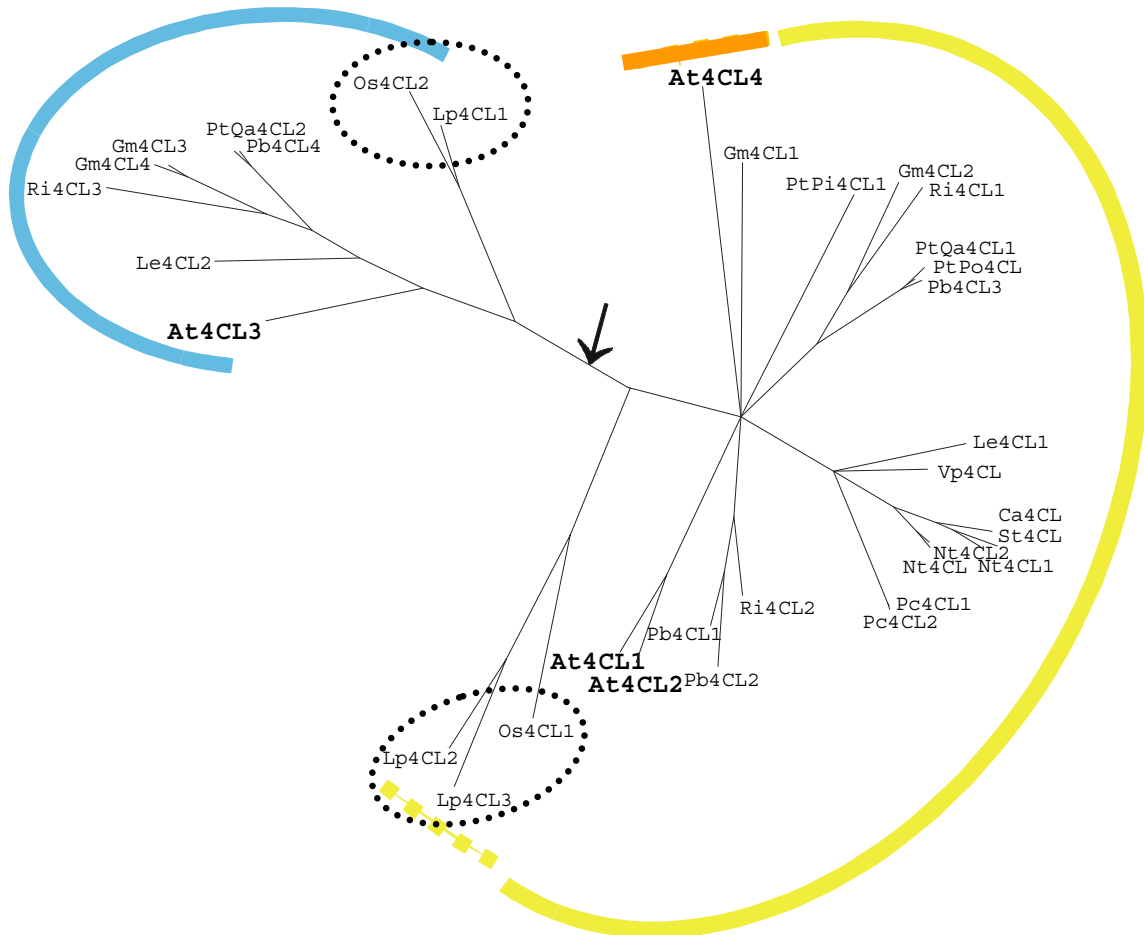 At4CL4
Os4CL2
Lp4CL1
PtQa4CL2
Pb4CL4
Gm4CL3
Gm4CL4
Ri4CL3
Le4CL2
At4CL3
Gm4CL1
PtPi4CL1
Gm4CL2
Ri4CL1
PtQa4CL1
PtPo4CL
Pb4CL3
Le4CL1
Vp4CL
Ca4CL
St4CL
Nt4CL2
Nt4CL Nt4CL1
Pc4CL1
Pc4CL2
Ri4CL2
Pb4CL1
At4CL1
At4CL2
Pb4CL2
Os4CL1
Lp4CL2
Lp4CL3